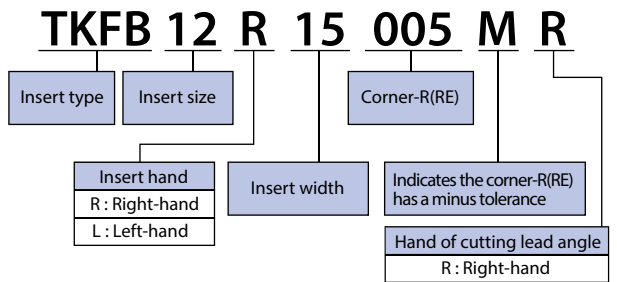 TKFB 12 R 15 005 M R
Insert type
Insert size
Corner-R(RE)
Insert hand
R : Right-hand
L : Left-hand
Insert width
Indicates the corner-R(RE)
has a minus tolerance
Hand of cutting lead angle
R : Right-hand